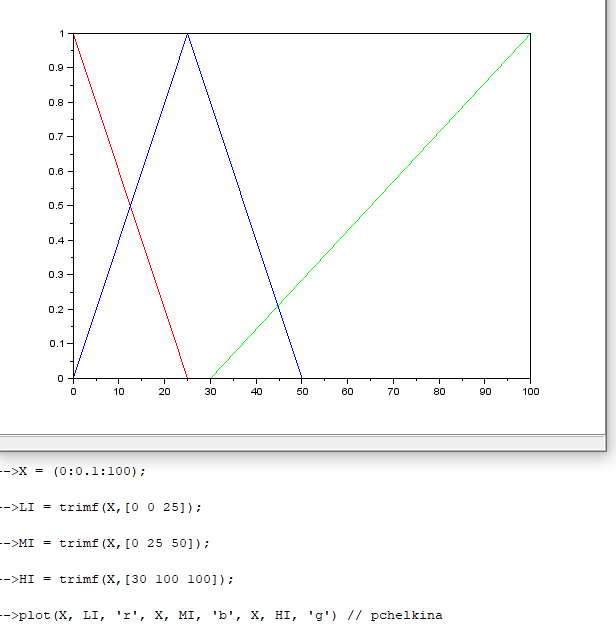 1
0.9
0.8
0.7
0.6
0.5
0.4
0.3
0.2
0.1
0
0 10 20 30 40 50 60 70 80 90 100
-->X = (0:0.1:100);
-->LI = trimf(X,[0 0 25]);
-->MI = trimf(X,[0 25 50]);
-->HI = trimf(X,[30 100 100]);
-->plot(X, LI, 'r', X, MI, 'b', X, HI, 'g') // pchelkina